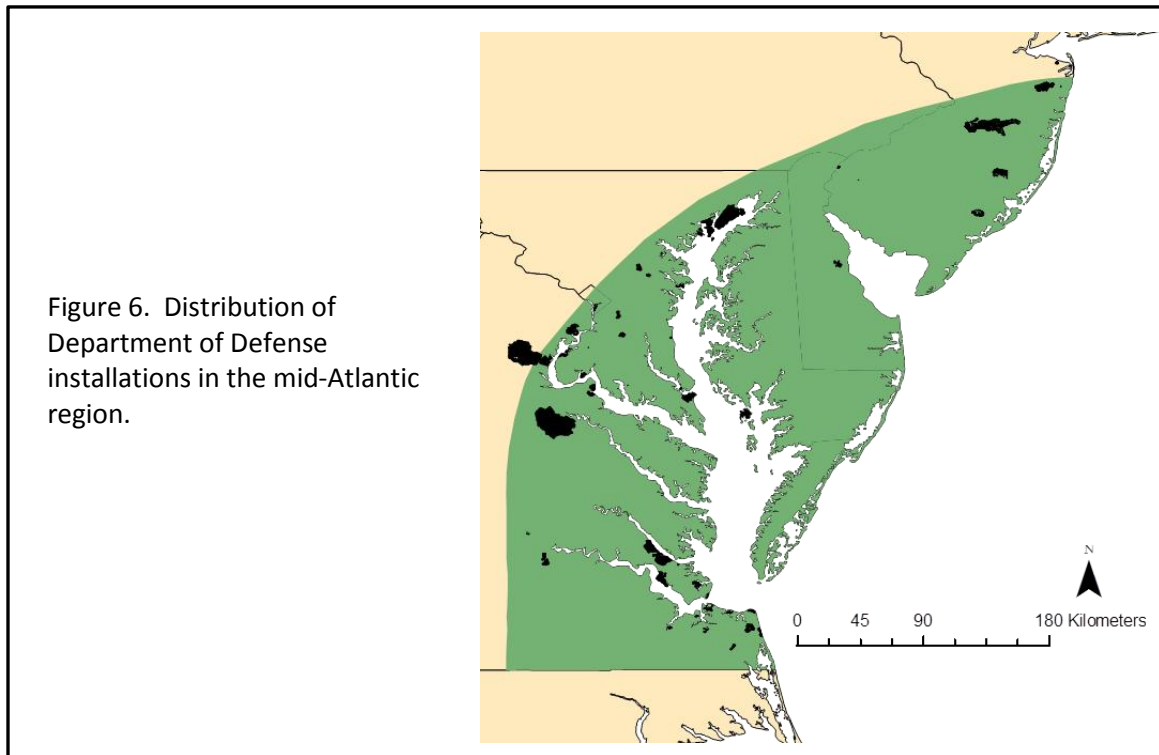 Figure 6.  Distribution of
Department of Defense
installations in the mid-Atlantic
region.
N
0 45 90 180 Kilometers